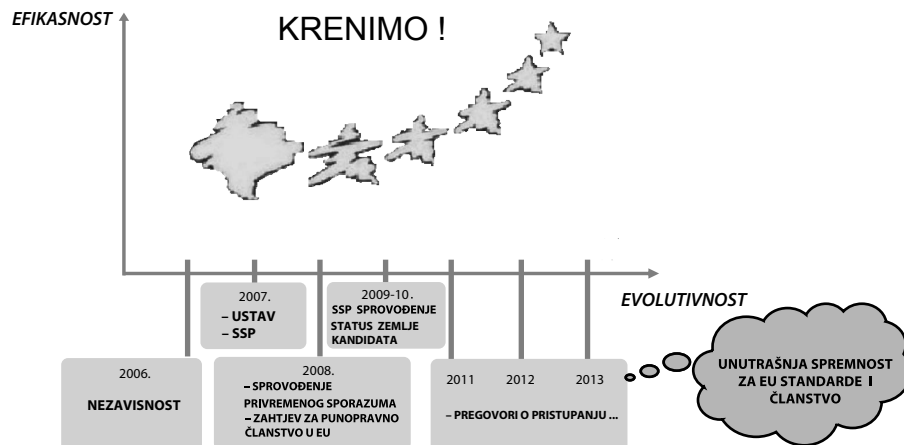 EFIKASNOST
KRENIMO !
EVOLUTIVNOST
2006.
NEZAVISNOST
2007.
– USTAV
– SSP
2008.
– SPROVOĐENJE
PRIVREMENOG SPORAZUMA
– ZAHTJEV ZA PUNOPRAVNO
ČLANSTVO U EU
2009-10.
SSP SPROVOĐENJE
STATUS ZEMLJE
KANDIDATA
2011 2012 2013
– PREGOVORI O PRISTUPANJU ...
UNUTRAŠNJA SPREMNOST
ZA EU STANDARDE I
ČLANSTVO